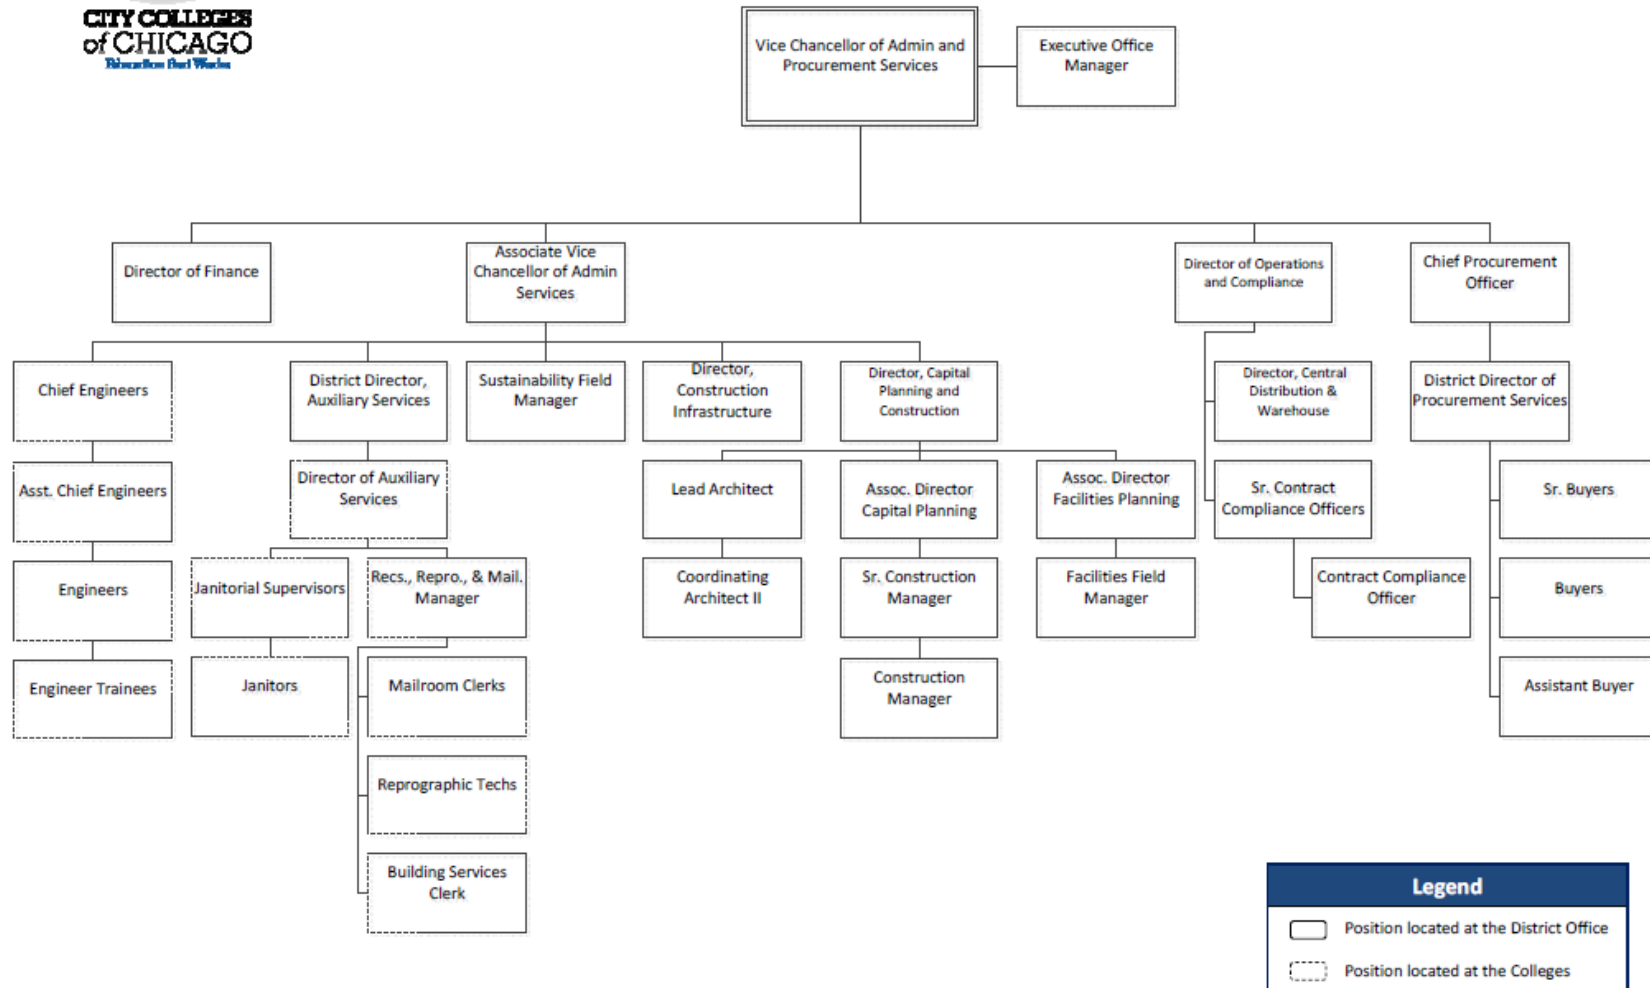 CITY COLLEGES
of CHICAGO
Education that Works
Vice Chancellor of Admin and
Procurement Services
Executive Office
Manager
Director of Finance
Associate Vice
Chancellor of Admin
Services
Director of Operations
and Compliance
Chief Procurement
Officer
Chief Engineers
District Director,
Auxiliary Services
Sustainability Field
Manager
Director,
Construction
Infrastructure
Director, Capital
Planning and
Construction
Director, Central
Distribution &
Warehouse
District Director of
Procurement Services
Asst. Chief Engineers
Director of Auxiliary
Services
Lead Architect
Assoc. Director
Capital Planning
Assoc. Director
Facilities Planning
Sr. Contract
Compliance Officers
Sr. Buyers
Engineers
Janitorial Supervisors
Recs., Repro., & Mail.
Manager
Coordinating
Architect II
Sr. Construction
Manager
Facilities Field
Manager
Contract Compliance
Officer
Buyers
Engineer Trainees
Janitors
Mailroom Clerks
Construction
Manager
Assistant Buyer
Reprographic Techs
Building Services
Clerk
Legend
Position located at the District Office
Position located at the Colleges